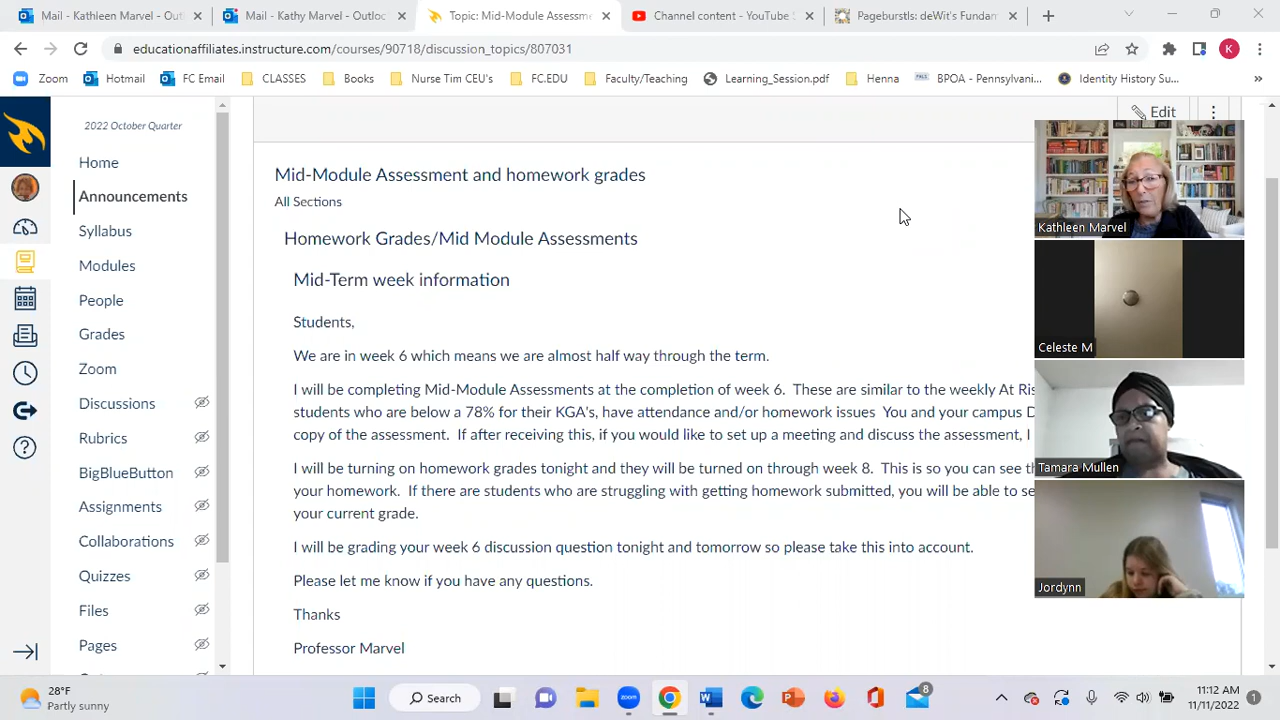 Mail - Kathleen Marvel - Out
Mail - Kathy Marvel - Outloo
Topic: Mid-Module Assessme
Channel content - YouTube
Pageburstls: deWit's Fundam
educationaffiliates.instructure.com/courses/90718/discussion_topics/807031
K
Zoom
Hotmail
FC Email
CLASSES
Books
Nurse Tim CEU's
FC.EDU
Faculty/Teaching
Learning_Session.pdf
Henna
BPOA - Pennsylvani...
Identity History Su...
2022 October Quarter
Home
Announcements
Syllabus
Modules
People
Grades
Zoom
Discussions
Rubrics
BigBlueButton
Assignments
Collaborations
Quizzes
Files
Pages
Edit
Mid-Module Assessment and homework grades
All Sections
Homework Grades/Mid Module Assessments
Mid-Term week information
Students,
We are in week 6 which means we are almost half way through the term.
I will be completing Mid-Module Assessments at the completion of week 6. These are similar to the weekly At Ris
students who are below a 78% for their KGA's, have attendance and/or homework issues You and your campus D
copy of the assessment. If after receiving this, if you would like to set up a meeting and discuss the assessment, I
I will be turning on homework grades tonight and they will be turned on through week 8. This is so you can see th
your homework. If there are students who are struggling with getting homework submitted, you will be able to se
your current grade.
I will be grading your week 6 discussion question tonight and tomorrow so please take this into account.
Please let me know if you have any questions.
Thanks
Professor Marvel
Kathleen Marvel
Celeste M
Tamara Mullen
Jordynn
28°F
Partly sunny
Search
8
11:12 AM
11/11/2022
1